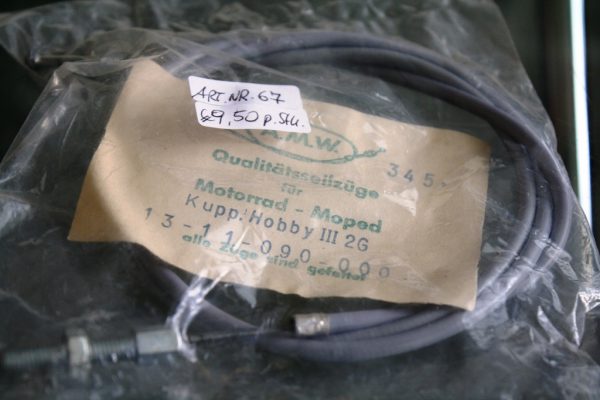 ART. NR. 67
€9,50 p. Stk.
A.M.W.
345.
Qualitätsseilzüge
für
Motorrad - Moped
Kupp. Hobby III 2G
13-11-090-000
alle Züge sind gefettet